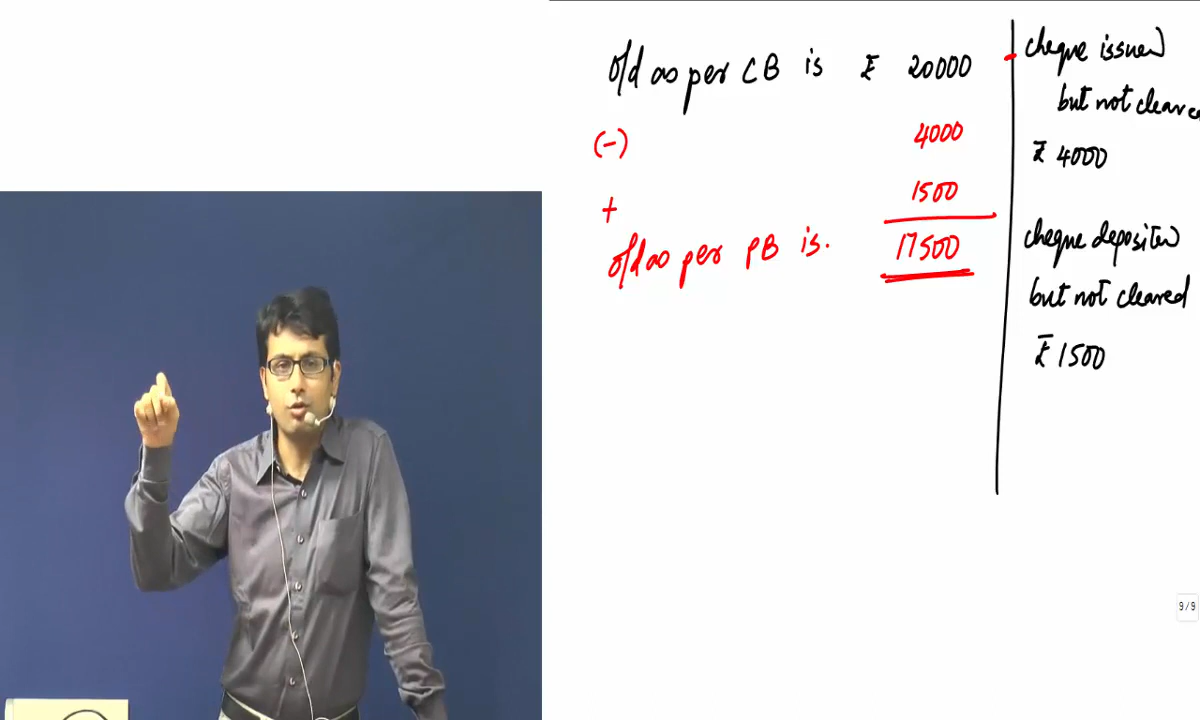 o/d as per CB is ₹ 20000
(-) 4000
+ 1500
o/d as per PB is. 17500
cheque issued
but not cleared
₹ 4000
cheque deposited
but not cleared
₹ 1500
9/9